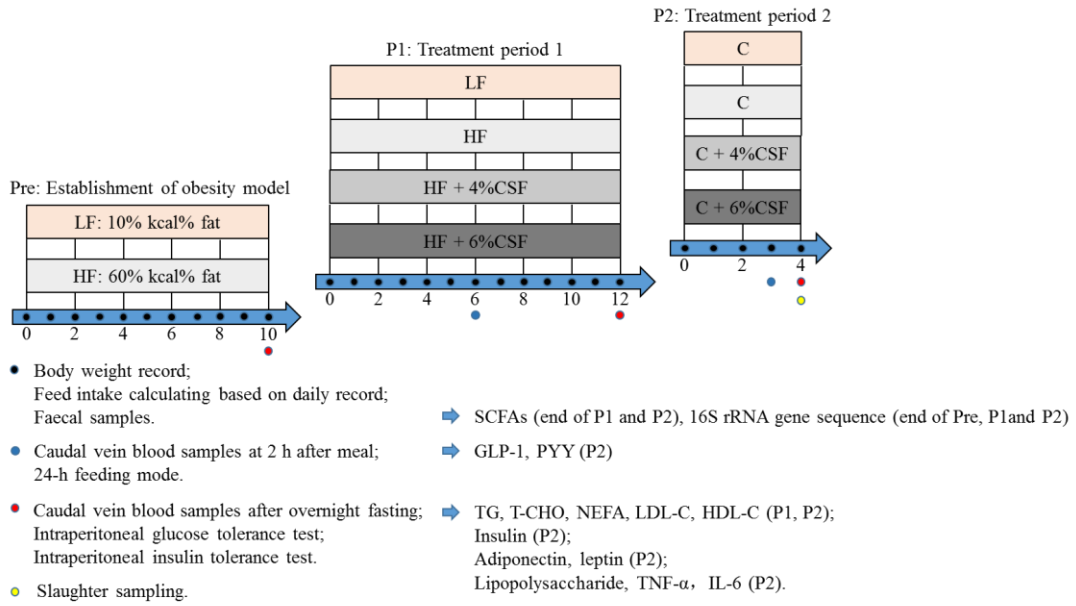 P2: Treatment period 2
C
C
C + 4%CSF
C + 6%CSF
0 2 4
P1: Treatment period 1
LF
HF
HF + 4%CSF
HF + 6%CSF
0 2 4 6 8 10 12
Pre: Establishment of obesity model
LF: 10% kcal% fat
HF: 60% kcal% fat
0 2 4 6 8 10
Body weight record;
Feed intake calculating based on daily record;
Faecal samples.
SCFAs (end of P1 and P2), 16S rRNA gene sequence (end of Pre, P1and P2)
Caudal vein blood samples at 2 h after meal;
24-h feeding mode.
GLP-1, PYY (P2)
Caudal vein blood samples after overnight fasting;
Intraperitoneal glucose tolerance test;
Intraperitoneal insulin tolerance test.
TG, T-CHO, NEFA, LDL-C, HDL-C (P1, P2);
Insulin (P2);
Adiponectin, leptin (P2);
Lipopolysaccharide, TNF-α，IL-6 (P2).
Slaughter sampling.